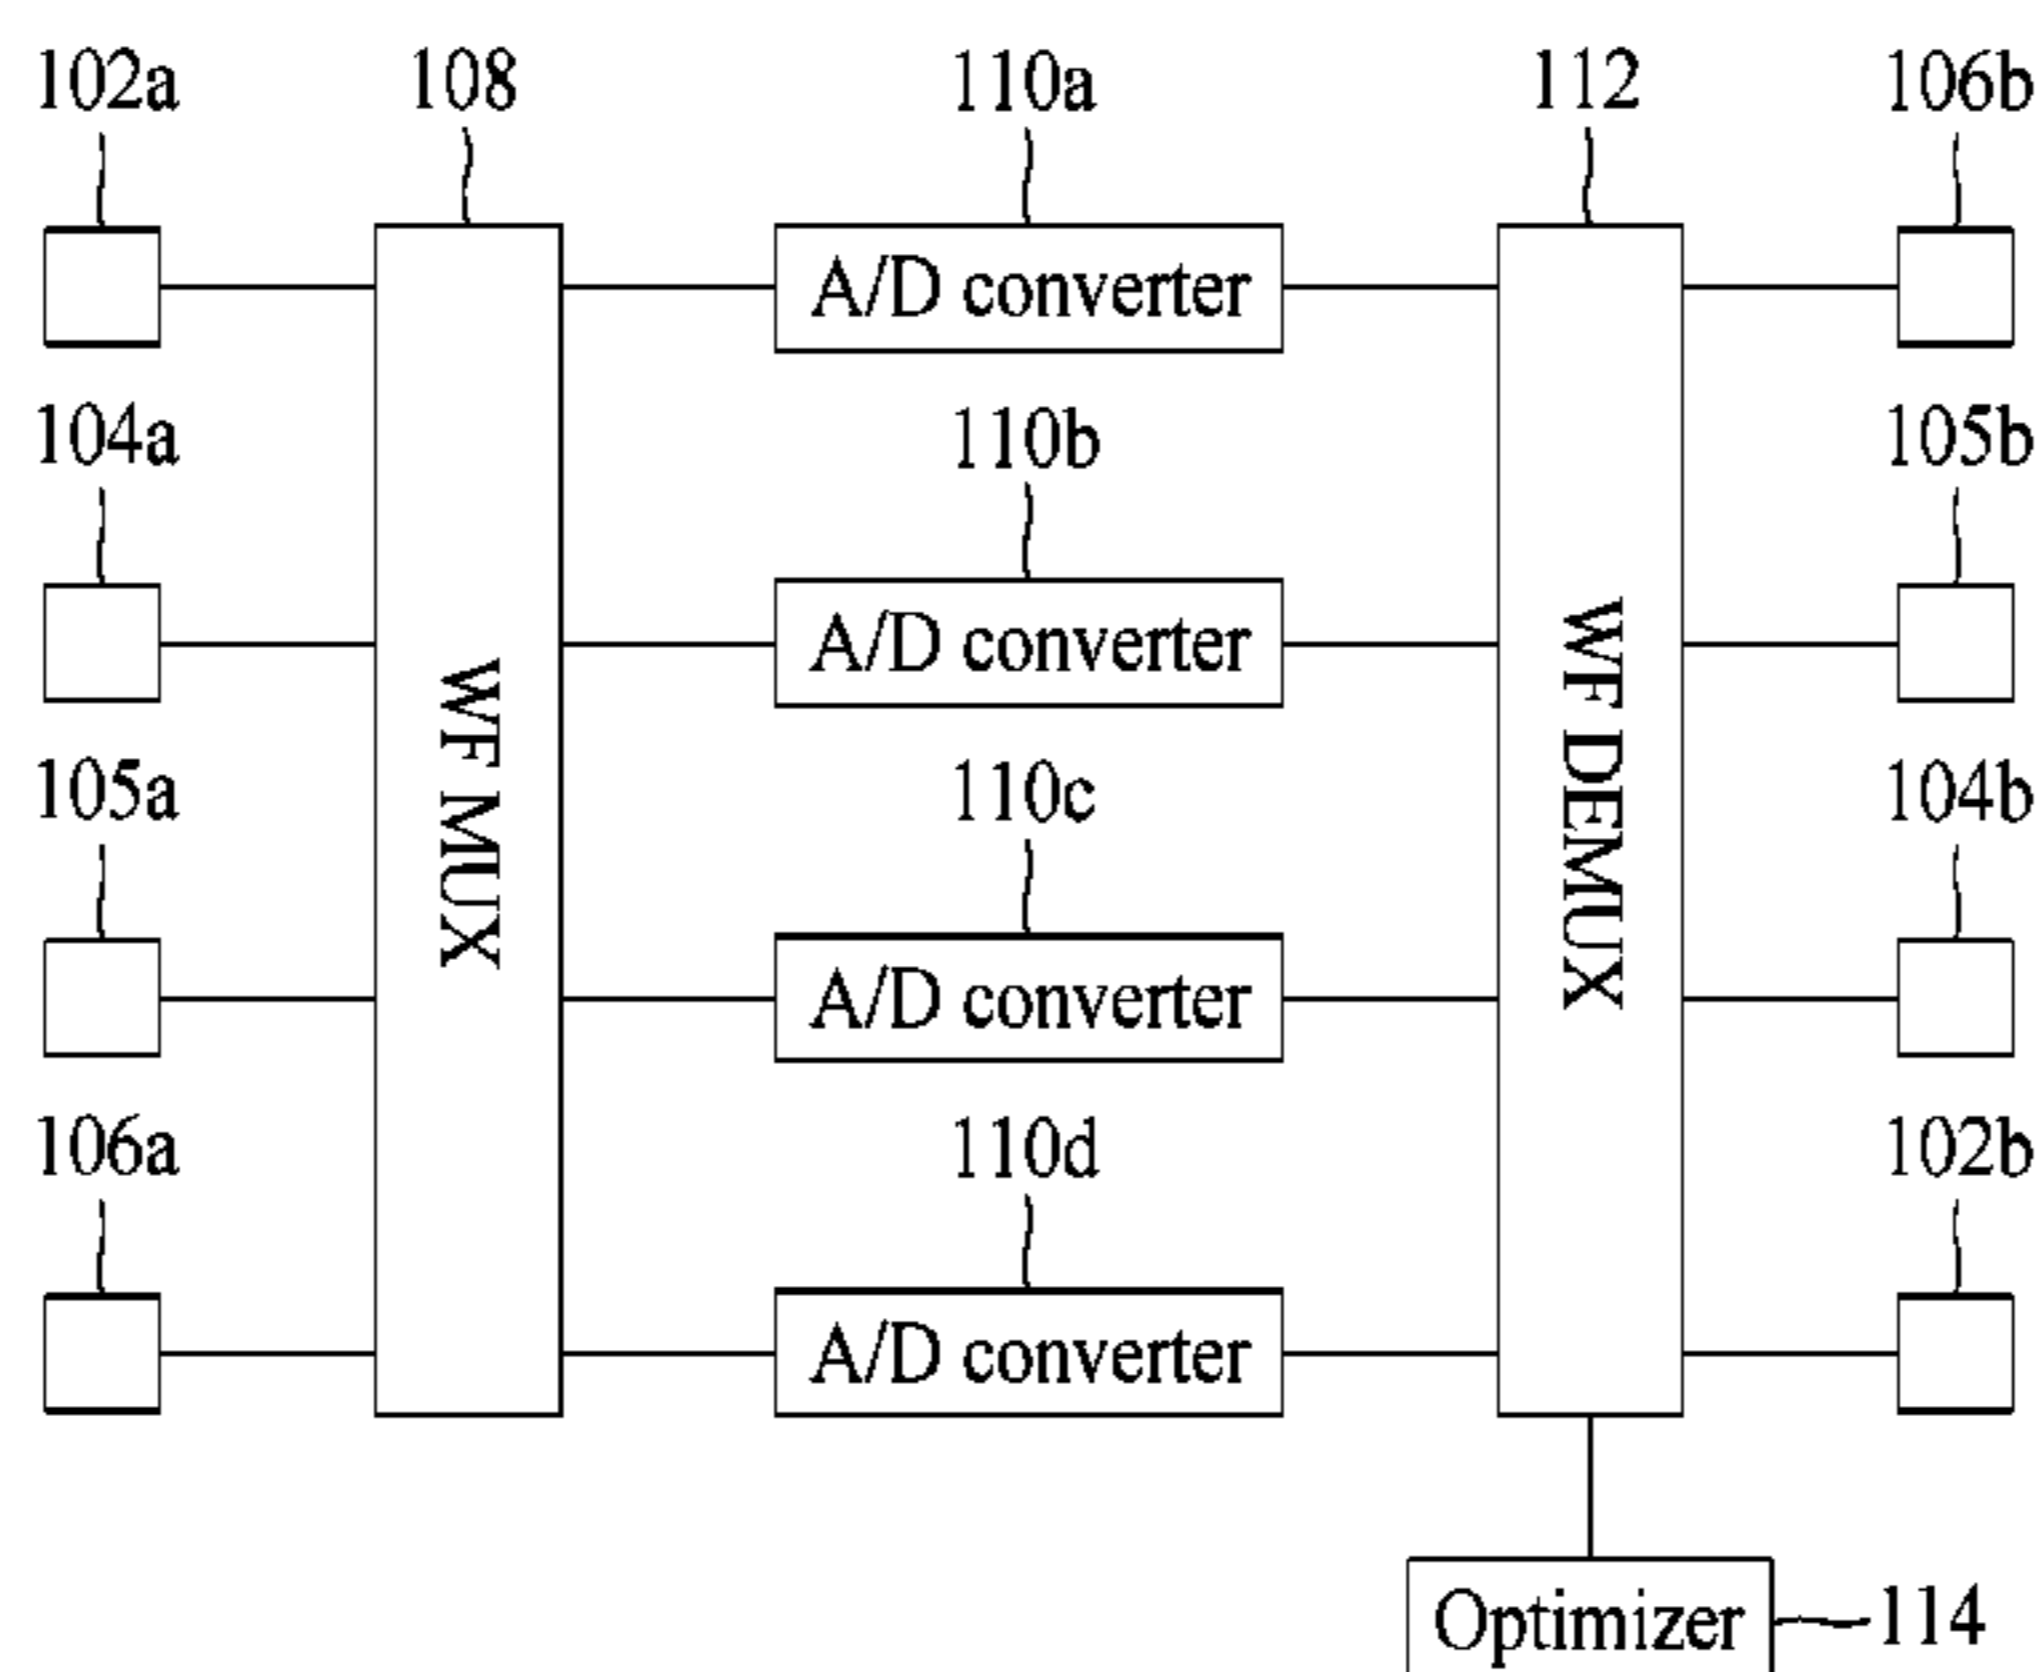 102a 108 110a 112 106b
A/D converter
104a 110b 105b
A/D converter
WF MUX
WF DEMUX
105a 110c 104b
A/D converter
106a 110d 102b
A/D converter
Optimizer 114